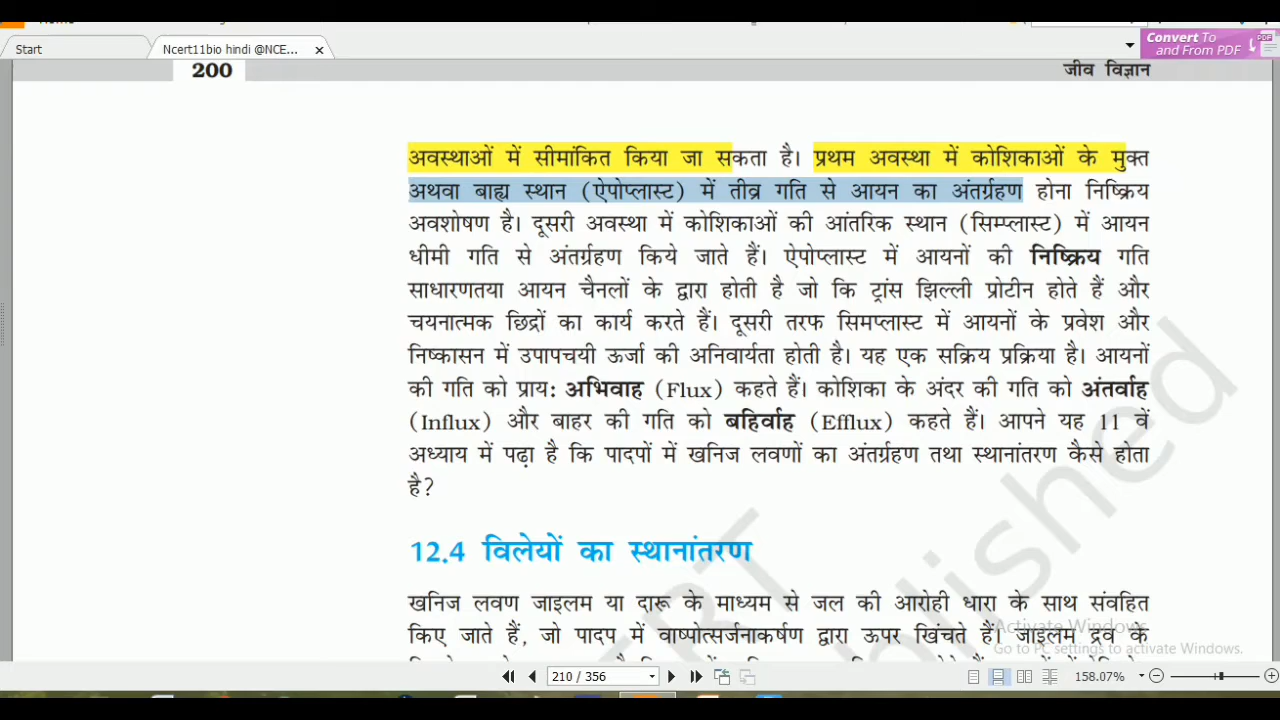 Start
Ncert11bio hindi @NCE...
Convert To
and From PDF
200
जीव विज्ञान
अवस्थाओं में सीमांकित किया जा सकता है। प्रथम अवस्था में कोशिकाओं के मुक्त
अथवा बाह्य स्थान (ऐपोप्लास्ट) में तीव्र गति से आयन का अंतर्ग्रहण होना निष्क्रिय
अवशोषण है। दूसरी अवस्था में कोशिकाओं की आंतरिक स्थान (सिम्प्लास्ट) में आयन
धीमी गति से अंतर्ग्रहण किये जाते हैं। ऐपोप्लास्ट में आयनों की निष्क्रिय गति
साधारणतया आयन चैनलों के द्वारा होती है जो कि ट्रांस झिल्ली प्रोटीन होते हैं और
चयनात्मक छिद्रों का कार्य करते हैं। दूसरी तरफ सिमप्लास्ट में आयनों के प्रवेश और
निष्कासन में उपापचयी ऊर्जा की अनिवार्यता होती है। यह एक सक्रिय प्रक्रिया है। आयनों
की गति को प्राय: अभिवाह (Flux) कहते हैं। कोशिका के अंदर की गति को अंतर्वाह
(Influx) और बाहर की गति को बहिर्वाह (Efflux) कहते हैं। आपने यह 11 वें
अध्याय में पढ़ा है कि पादपों में खनिज लवणों का अंतर्ग्रहण तथा स्थानांतरण कैसे होता
है?
12.4 विलेयों का स्थानांतरण
खनिज लवण जाइलम या दारू के माध्यम से जल की आरोही धारा के साथ संवहित
किए जाते हैं, जो पादप में वाष्पोत्सर्जनाकर्षण द्वारा ऊपर खिंचते हैं। जाइलम द्रव के
Activate Windows
Go to PC settings to activate Windows.
210 / 356
158.07%